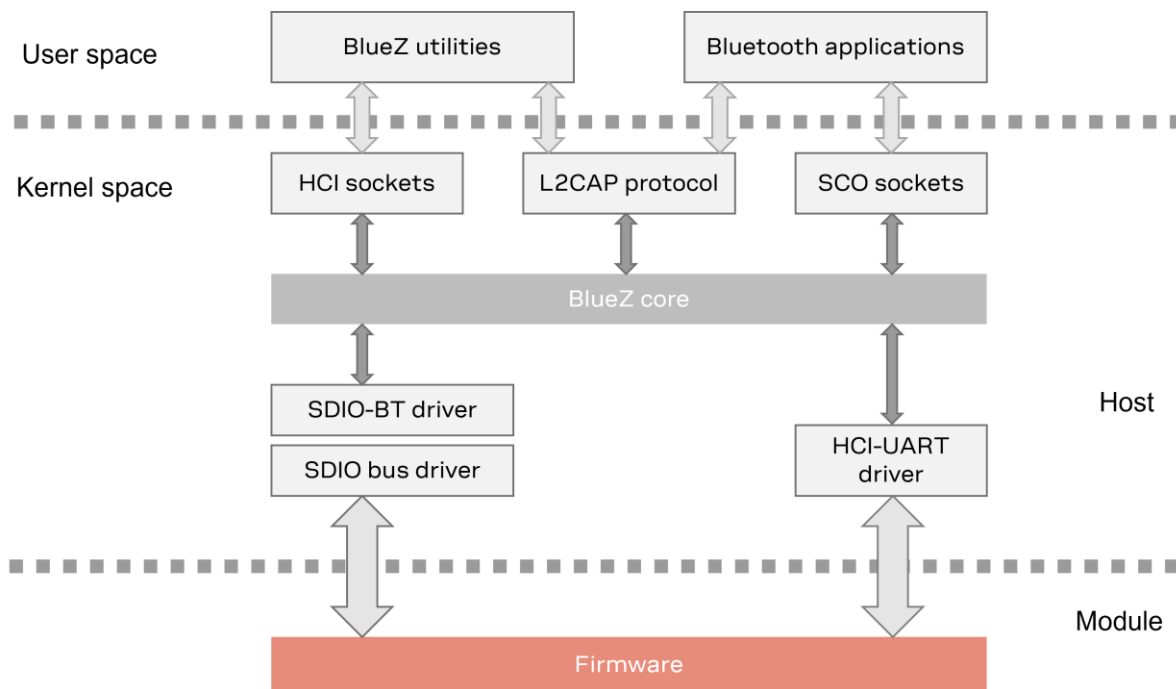 User space
BlueZ utilities
Bluetooth applications
Kernel space
HCI sockets
L2CAP protocol
SCO sockets
BlueZ core
SDIO-BT driver
SDIO bus driver
HCI-UART
driver
Host
Module
Firmware